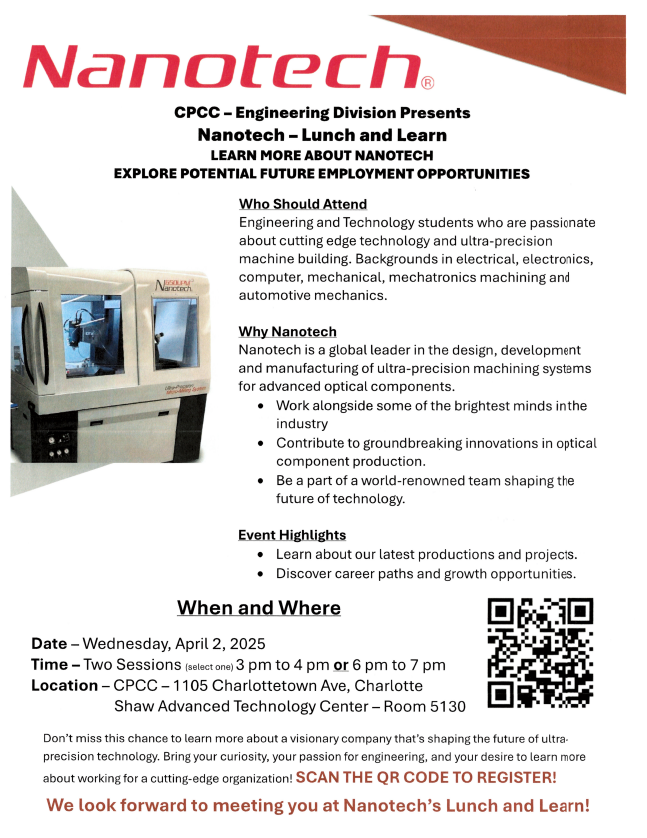 Nanotech®
CPCC – Engineering Division Presents
Nanotech – Lunch and Learn
LEARN MORE ABOUT NANOTECH
EXPLORE POTENTIAL FUTURE EMPLOYMENT OPPORTUNITIES
Who Should Attend
Engineering and Technology students who are passionate
about cutting edge technology and ultra-precision
machine building. Backgrounds in electrical, electronics,
computer, mechanical, mechatronics machining and
automotive mechanics.
Nanotech
Why Nanotech
Nanotech is a global leader in the design, development
and manufacturing of ultra-precision machining systems
for advanced optical components.
• Work alongside some of the brightest minds in the
industry
• Contribute to groundbreaking innovations in optical
component production.
• Be a part of a world-renowned team shaping the
future of technology.
Event Highlights
• Learn about our latest productions and projects.
• Discover career paths and growth opportunities.
When and Where
Date – Wednesday, April 2, 2025
Time – Two Sessions (select one) 3 pm to 4 pm or 6 pm to 7 pm
Location – CPCC – 1105 Charlottetown Ave, Charlotte
Shaw Advanced Technology Center – Room 5130
Don't miss this chance to learn more about a visionary company that's shaping the future of ultra-
precision technology. Bring your curiosity, your passion for engineering, and your desire to learn more
about working for a cutting-edge organization! SCAN THE QR CODE TO REGISTER!
We look forward to meeting you at Nanotech's Lunch and Learn!